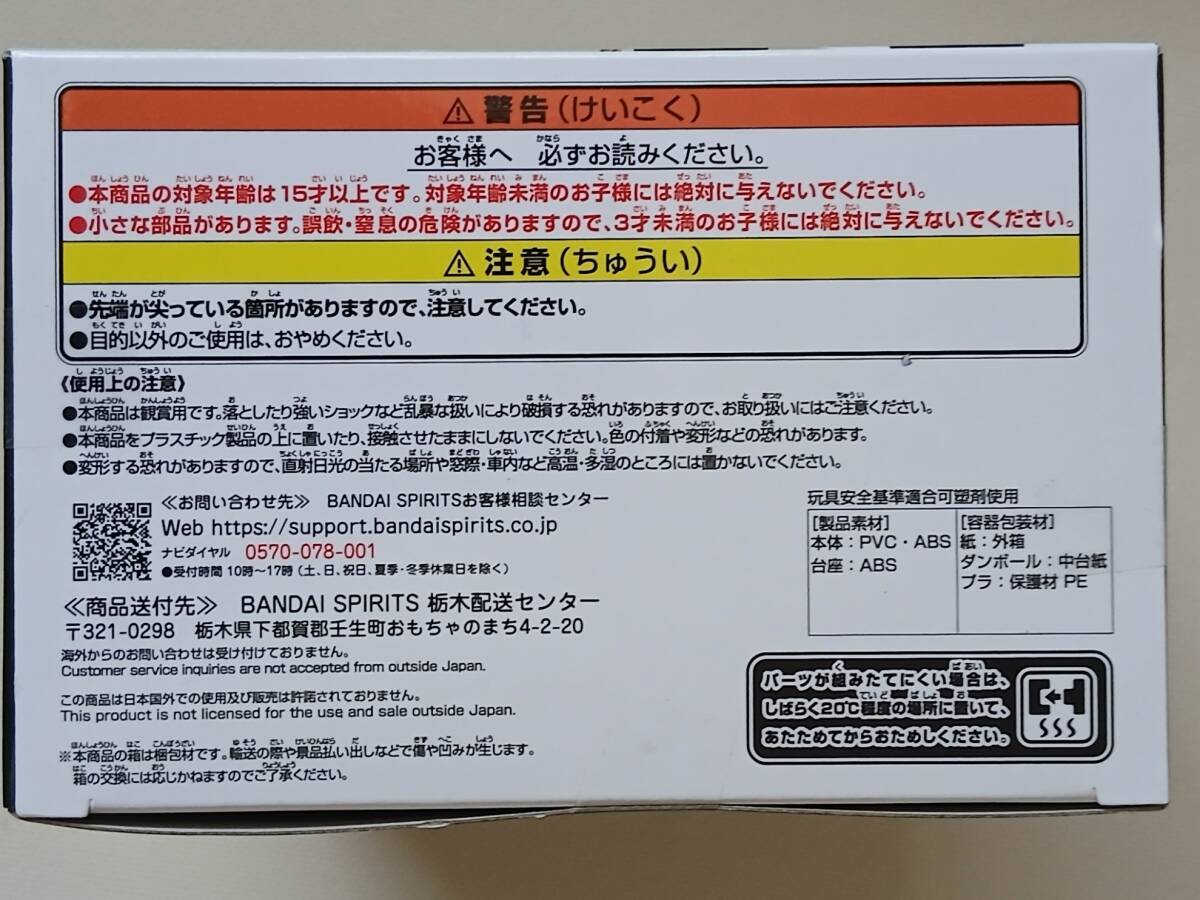 ⚠警告(けいこく)
お客様へ 必ずお読みください。
●本商品の対象年齢は15才以上です。対象年齢未満のお子様には絶対に与えないでください。
●小さな部品があります。誤飲・窒息の危険がありますので、3才未満のお子様には絶対に与えないでください。
⚠注意(ちゅうい)
●先端が尖っている箇所がありますので、注意してください。
●目的以外のご使用は、おやめください。
《使用上の注意》
●本商品は観賞用です。落としたり強いショックなど乱暴な扱いにより破損する恐れがありますので、お取り扱いにはご注意ください。
●本商品をプラスチック製品の上に置いたり、接触させたままにしないでください。色の付着や変形などの恐れがあります。
●変形する恐れがありますので、直射日光の当たる場所や窓際・車内など高温・多湿のところには置かないでください。
≪お問い合わせ先≫ BANDAI SPIRITSお客様相談センター
Web https://support.bandaispirits.co.jp
ナビダイヤル 0570-078-001
●受付時間 10時～17時(土、日、祝日、夏季・冬季休業日を除く)
≪商品送付先≫ BANDAI SPIRITS 栃木配送センター
〒321-0298 栃木県下都賀郡壬生町おもちゃのまち4-2-20
海外からのお問い合わせは受け付けておりません。
Customer service inquiries are not accepted from outside Japan.
この商品は日本国外での使用及び販売は許諾されておりません。
This product is not licensed for the use and sale outside Japan.
※本商品の箱は梱包材です。輸送の際や景品払い出しなどで傷や凹みが生じます。
箱の交換には応じかねますのでご了承ください。
玩具安全基準適合可塑剤使用
[製品素材]
本体：PVC・ABS
台座：ABS
[容器包装材]
紙：外箱
ダンボール：中台紙
プラ：保護材 PE
パーツが組みたてにくい場合は、
しばらく20℃程度の場所に置いて、
あたためてからおためしください。